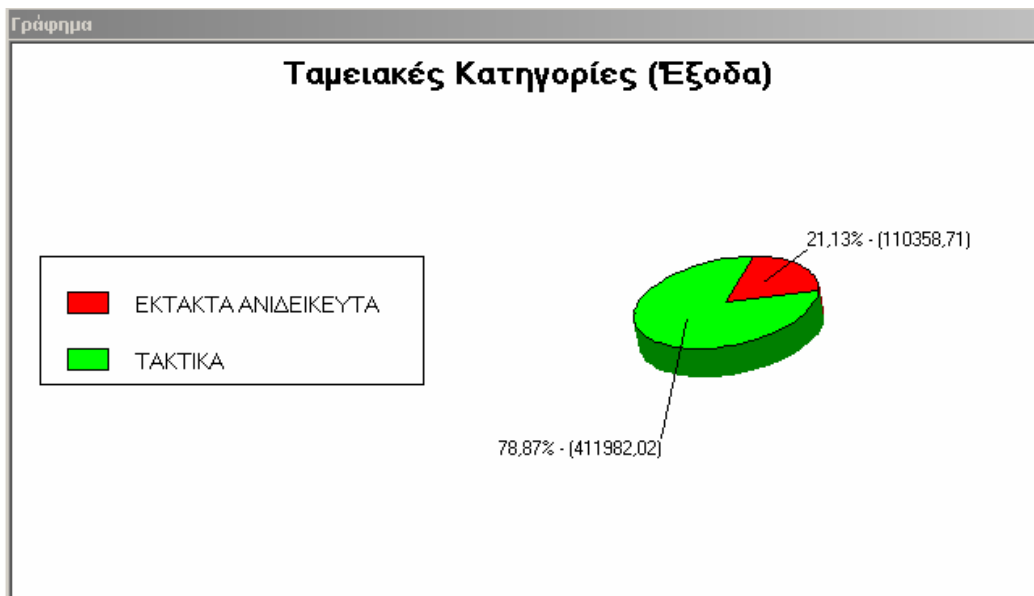 Γράφημα
Ταμειακές Κατηγορίες (Έξοδα)
21,13% - (110358,71)
ΕΚΤΑΚΤΑ ΑΝΙΔΕΙΚΕΥΤΑ
ΤΑΚΤΙΚΑ
78,87% - (411982,02)